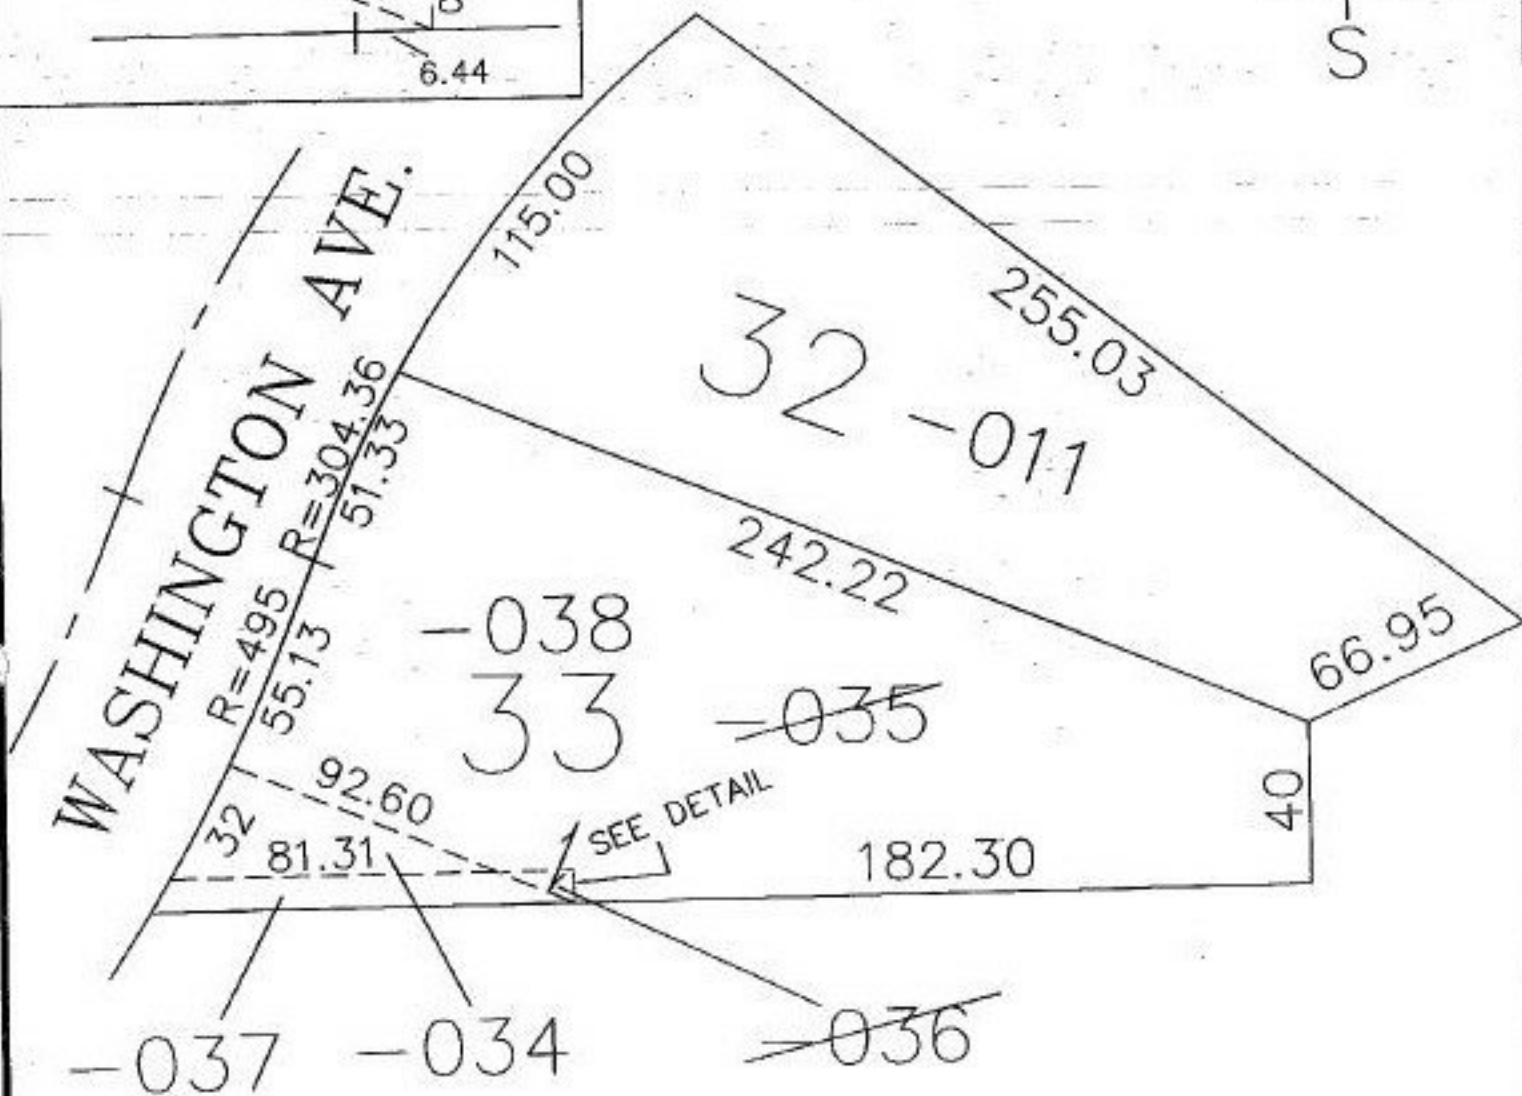 6.44
S
115.00
WASHINGTON AVE.
255.03
32 -011
R=304.36
51.33
242.22
R=495
55.13
-038
33 -035
66.95
92.60
SEE DETAIL
40
32
81.31
182.30
-037 -034 -036